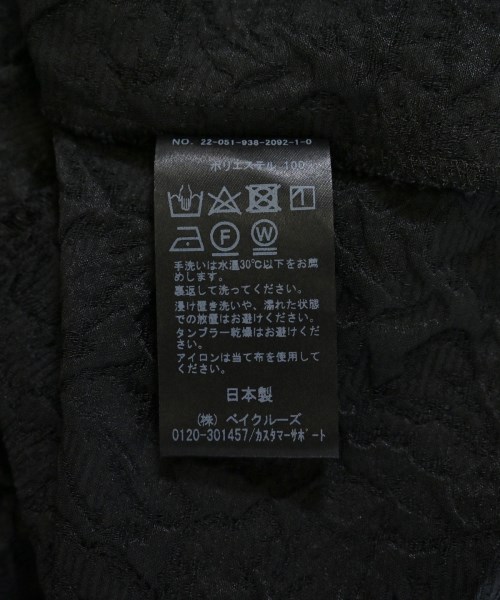 NO. 22-051-938-2092-1-0
ポリエステル 100
F W
手洗いは水温30℃以下をお薦
めします。
裏返して洗ってください。
浸け置き洗いや、濡れた状態
での放置はお避けください。
タンブラー乾燥はお避けくだ
さい。
アイロンは当て布を使用して
ください。
日本製
(株) ベイクルーズ
0120-301457/カスタマーサポート